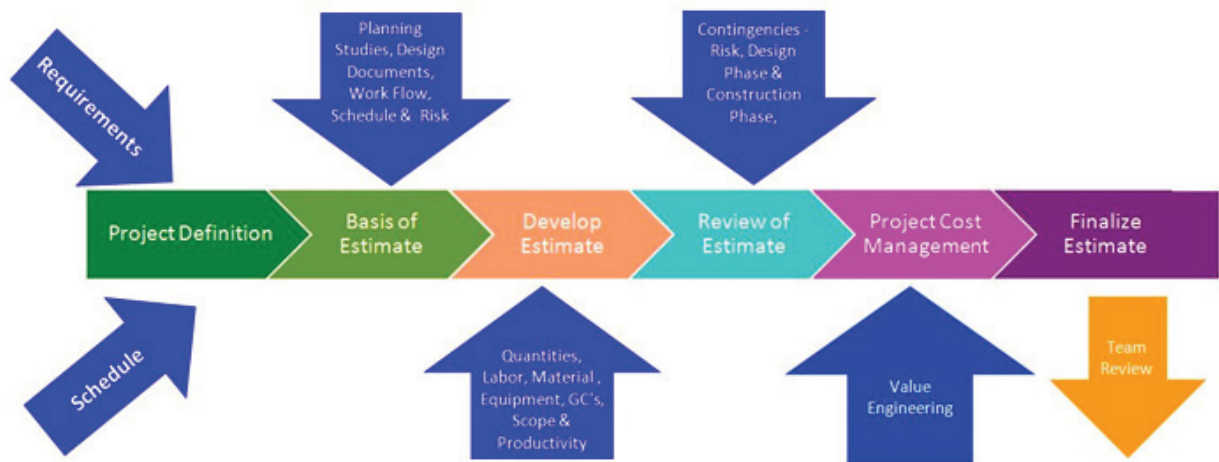 Requirements
Planning
Studies, Design
Documents,
Work Flow,
Schedule & Risk
Contingencies -
Risk, Design
Phase &
Construction
Phase,
Project Definition
Basis of
Estimate
Develop
Estimate
Review of
Estimate
Project Cost
Management
Finalize
Estimate
Schedule
Quantities,
Labor, Material ,
Equipment, GC's,
Scope &
Productivity
Value
Engineering
Team
Review